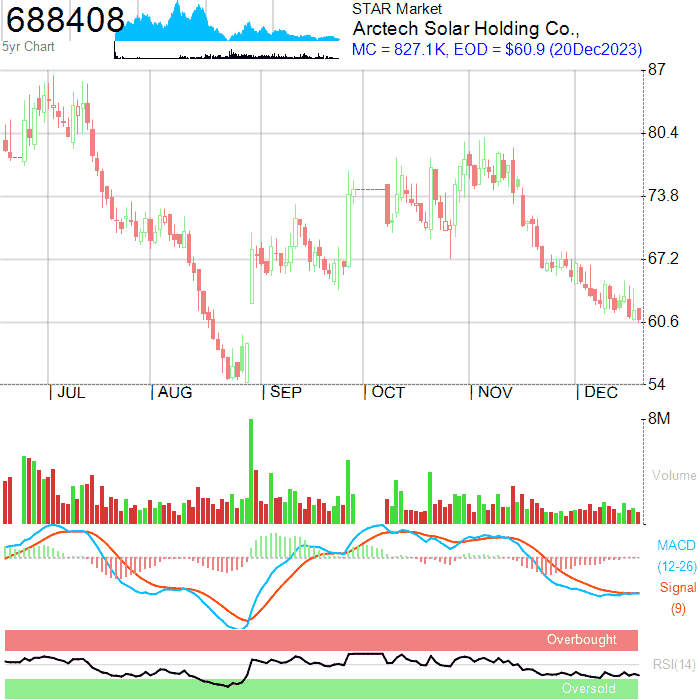 688408
5yr Chart
STAR Market
Arctech Solar Holding Co.,
MC = 827.1K, EOD = $60.9 (20Dec2023)
87
80.4
73.8
67.2
60.6
54
JUL AUG SEP OCT NOV DEC
8M
Volume
MACD
(12-26)
Signal
(9)
Overbought
RSI(14)
Oversold